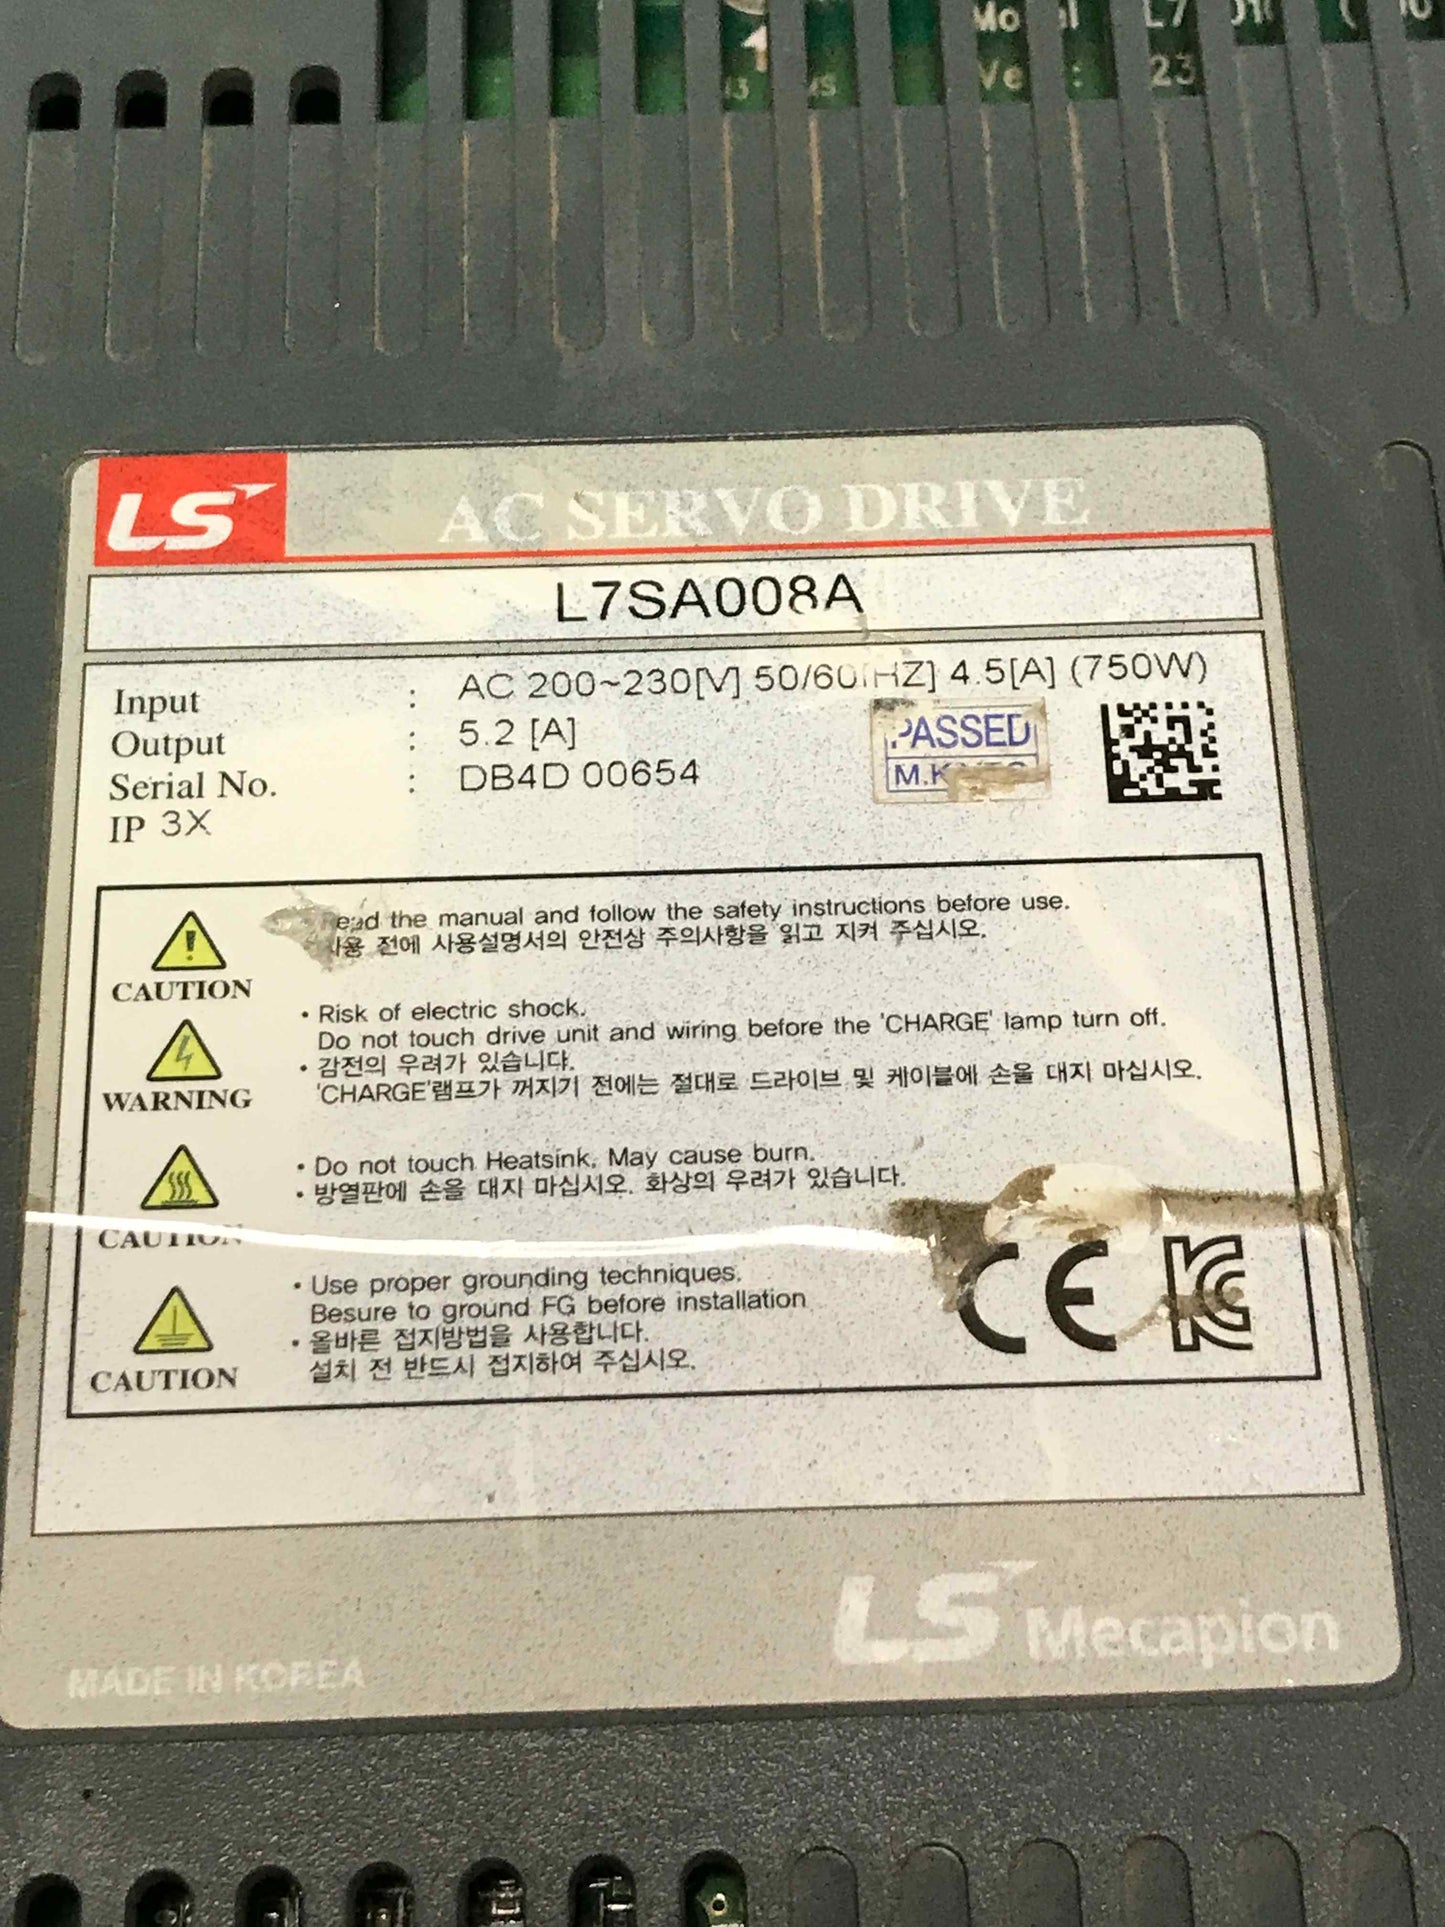 LS
AC SERVO DRIVE
L7SA008A
Input : AC 200~230[V] 50/60[HZ] 4.5[A] (750W)
Output : 5.2 [A]
PASSED
Serial No. : DB4D 00654
IP 3X
CAUTION
Read the manual and follow the safety instructions before use.
사용 전에 사용설명서의 안전상 주의사항을 읽고 지켜 주십시오.
WARNING
• Risk of electric shock.
Do not touch drive unit and wiring before the 'CHARGE' lamp turn off.
• 감전의 우려가 있습니다.
'CHARGE'램프가 꺼지기 전에는 절대로 드라이브 및 케이블에 손을 대지 마십시오.
CAUTION
• Do not touch Heatsink. May cause burn.
• 방열판에 손을 대지 마십시오. 화상의 우려가 있습니다.
CAUTION
• Use proper grounding techniques.
Besure to ground FG before installation
• 올바른 접지방법을 사용합니다.
설치 전 반드시 접지하여 주십시오.
CE
KC
LS Mecapion
MADE IN KOREA